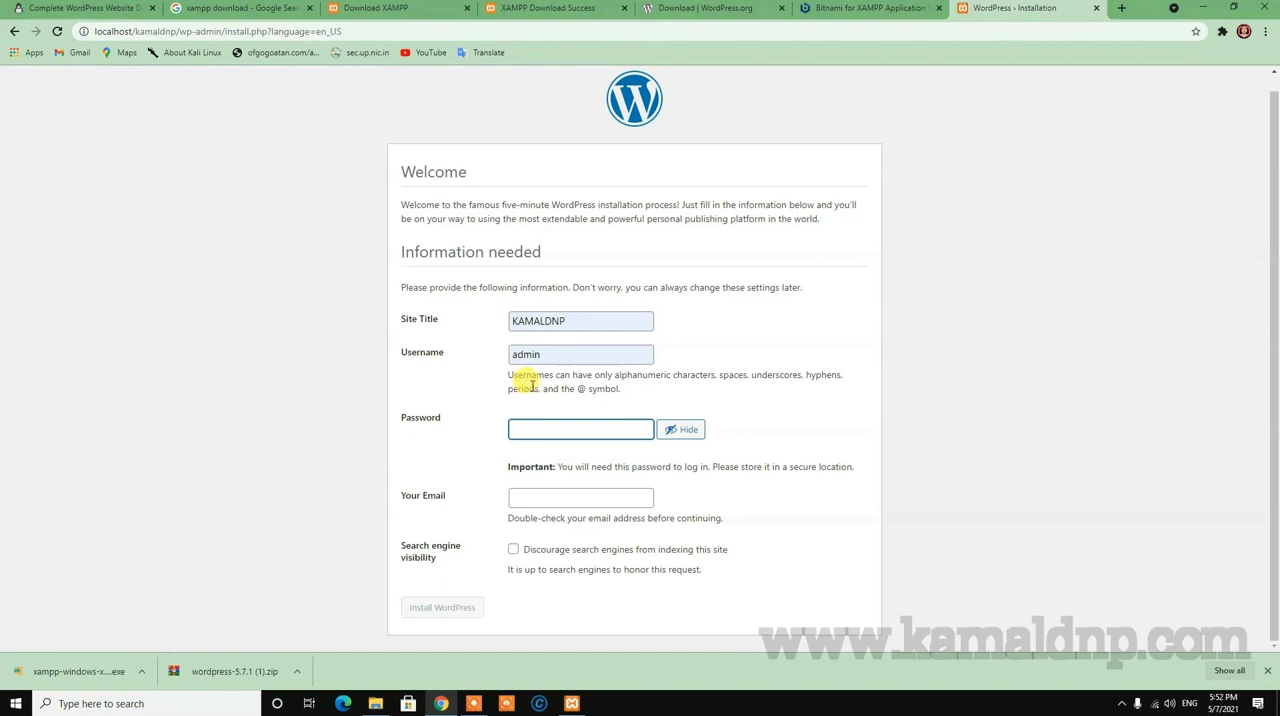 Complete WordPress Website De
xampp download - Google Sear
Download XAMPP
XAMPP Download Success
Download | WordPress.org
Bitnami for XAMPP Application
WordPress › Installation
localhost/kamaldnp/wp-admin/install.php?language=en_US
Apps
Gmail
Maps
About Kali Linux
ofgogoatan.com/a...
sec.up.nic.in
YouTube
Translate
Welcome
Welcome to the famous five-minute WordPress installation process! Just fill in the information below and you'll
be on your way to using the most extendable and powerful personal publishing platform in the world.
Information needed
Please provide the following information. Don't worry, you can always change these settings later.
Site Title
KAMALDNP
Username
admin
Usernames can have only alphanumeric characters, spaces, underscores, hyphens,
periods, and the @ symbol.
Password
Hide
Important: You will need this password to log in. Please store it in a secure location.
Your Email
Double-check your email address before continuing.
Search engine
visibility
Discourage search engines from indexing this site
It is up to search engines to honor this request.
Install WordPress
www.kamaldnp.com
xampp-windows-x....exe
wordpress-5.7.1 (1).zip
Show all
Type here to search
ENG
5:52 PM
5/7/2021